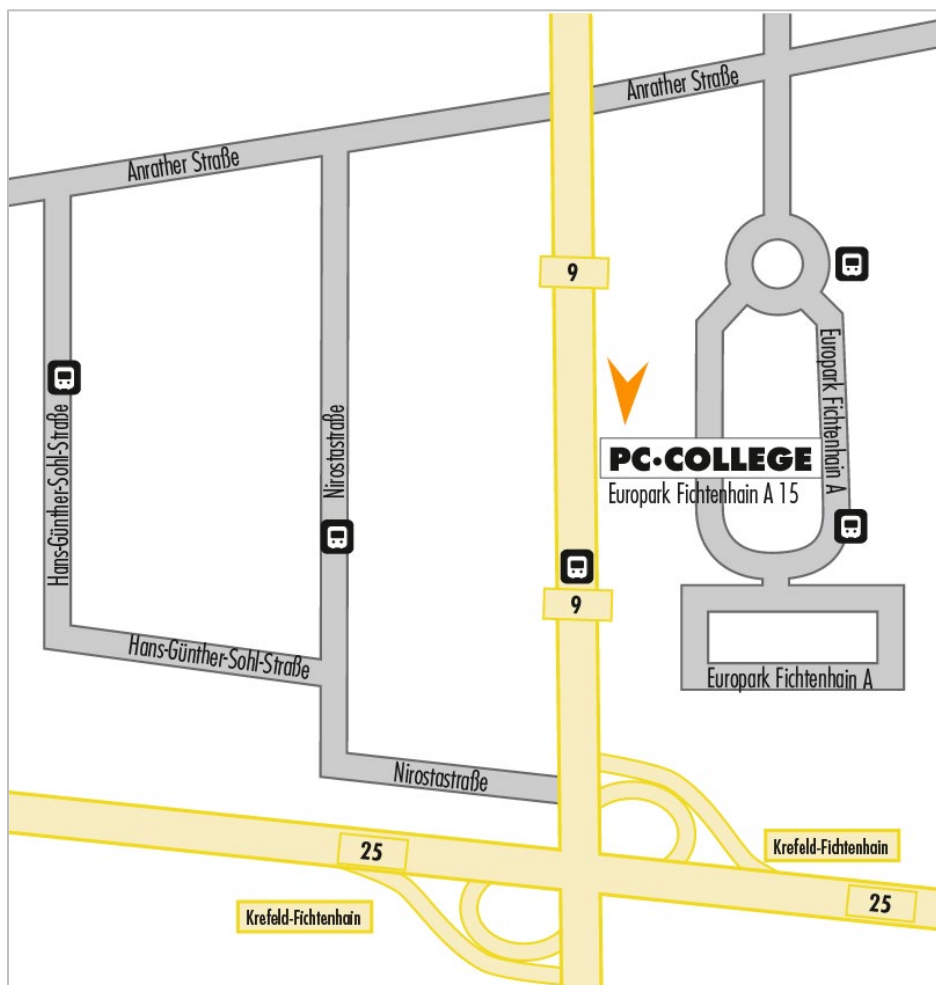 Anrather Straße
Anrather Straße
9
Europark Fichtenhain A
Hans-Günther-Sohl-Straße
Nirostastraße
PC•COLLEGE
Europark Fichtenhain A 15
9
Hans-Günther-Sohl-Straße
Europark Fichtenhain A
Nirostastraße
25
Krefeld-Fichtenhain
25
Krefeld-Fichtenhain